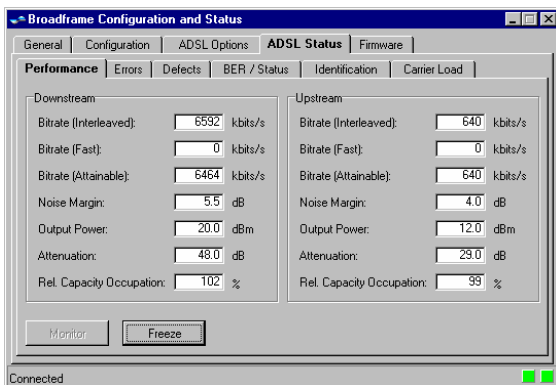 Broadframe Configuration and Status
General Configuration ADSL Options ADSL Status Firmware
Performance Errors Defects BER / Status Identification Carrier Load
Downstream
Bitrate (Interleaved): 6592 kbits/s
Bitrate (Fast): 0 kbits/s
Bitrate (Attainable): 6464 kbits/s
Noise Margin: 5.5 dB
Output Power: 20.0 dBm
Attenuation: 48.0 dB
Rel. Capacity Occupation: 102 %
Upstream
Bitrate (Interleaved): 640 kbits/s
Bitrate (Fast): 0 kbits/s
Bitrate (Attainable): 640 kbits/s
Noise Margin: 4.0 dB
Output Power: 12.0 dBm
Attenuation: 29.0 dB
Rel. Capacity Occupation: 99 %
Monitor Freeze
Connected